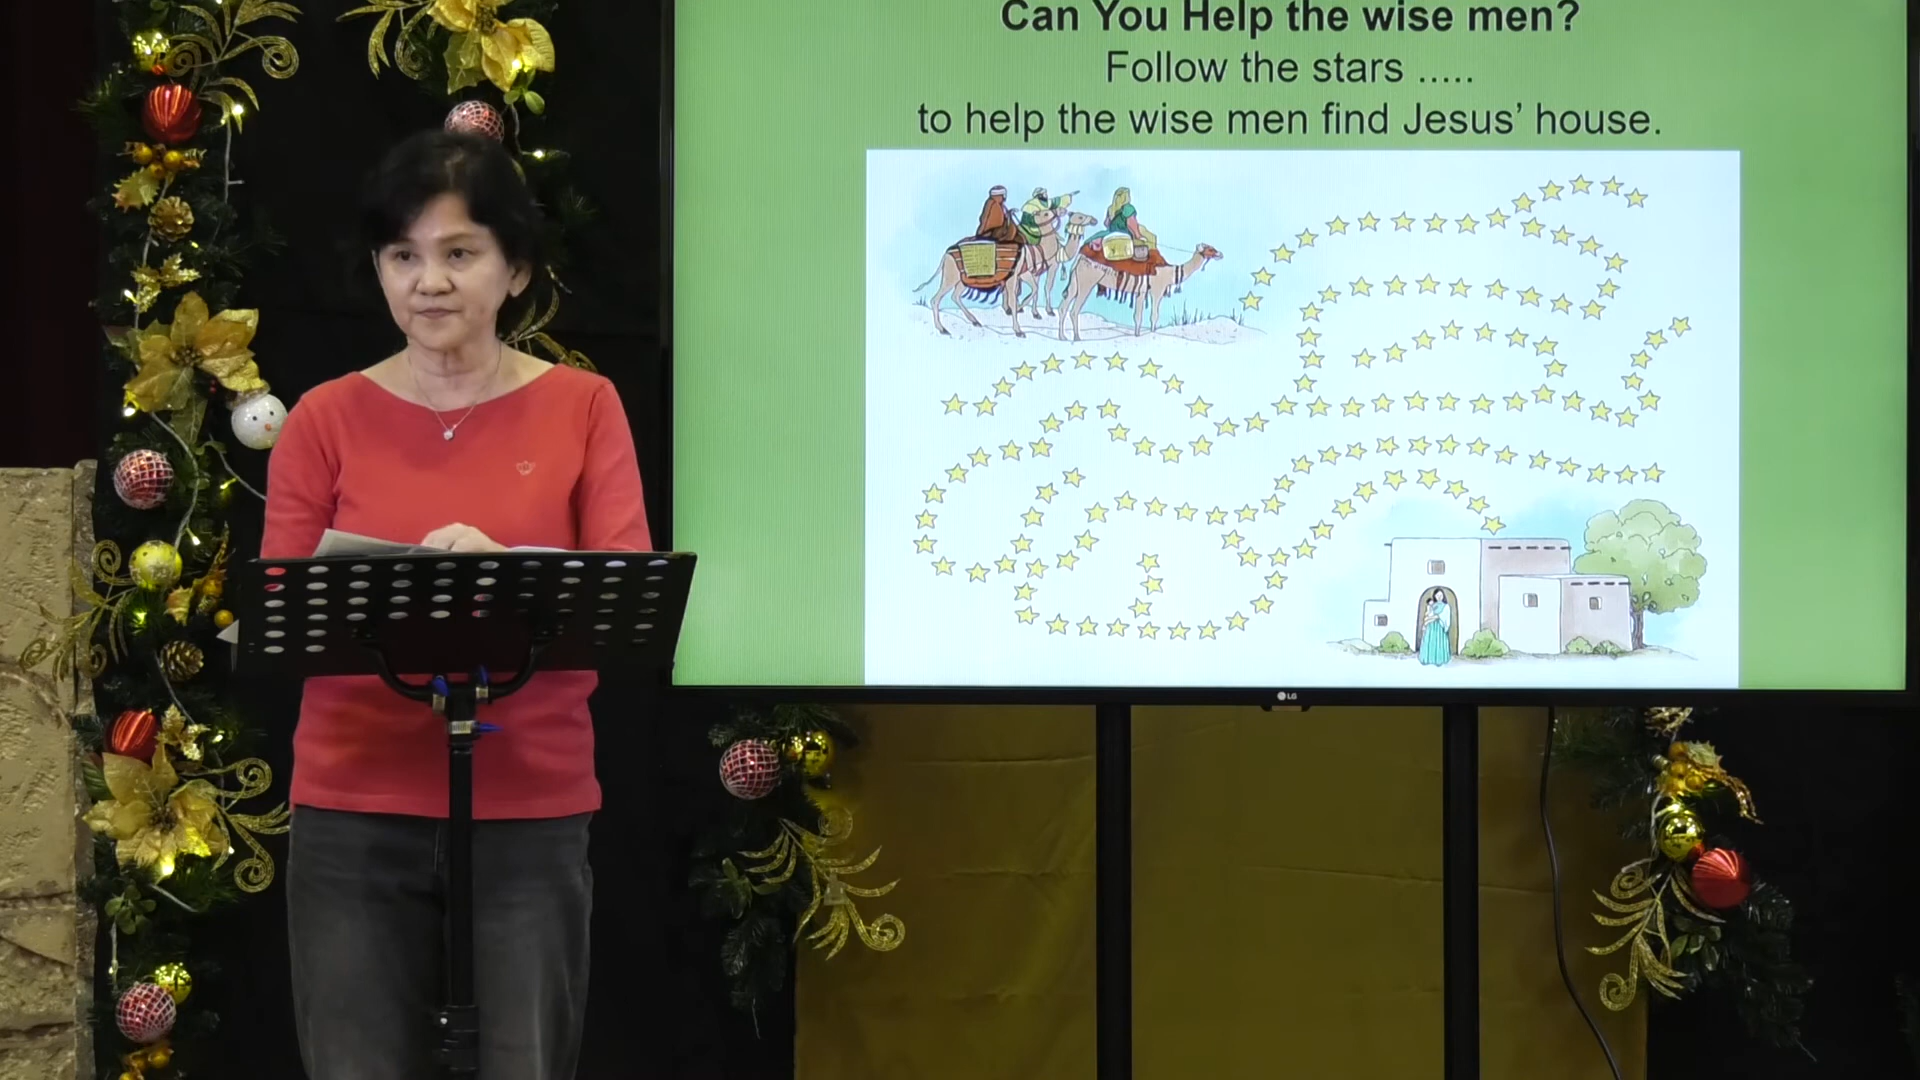 Can You Help the wise men?
Follow the stars .....
to help the wise men find Jesus’ house.
LG